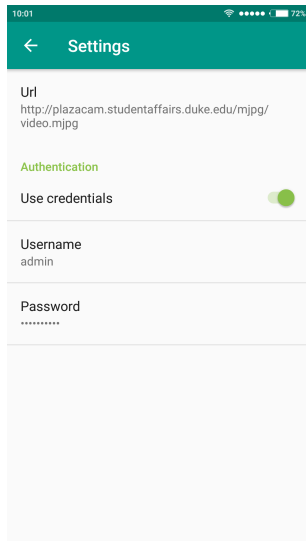 10:01 72%
Settings
Url
http://plazacam.studentaffairs.duke.edu/mjpg/
video.mjpg
Authentication
Use credentials
Username
admin
Password
••••••••••